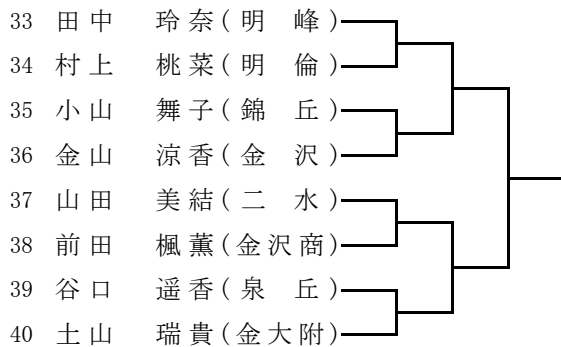 33 田中 玲奈(明 峰)
34 村上 桃菜(明 倫)
35 小山 舞子(錦 丘)
36 金山 涼香(金 沢)
37 山田 美結(二 水)
38 前田 楓薫(金沢商)
39 谷口 遥香(泉 丘)
40 土山 瑞貴(金大附)